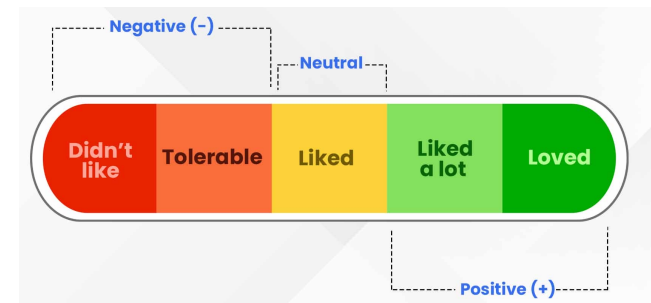 Negative (-)
Neutral
Didn't
like
Tolerable
Liked
Liked
a lot
Loved
Positive (+)